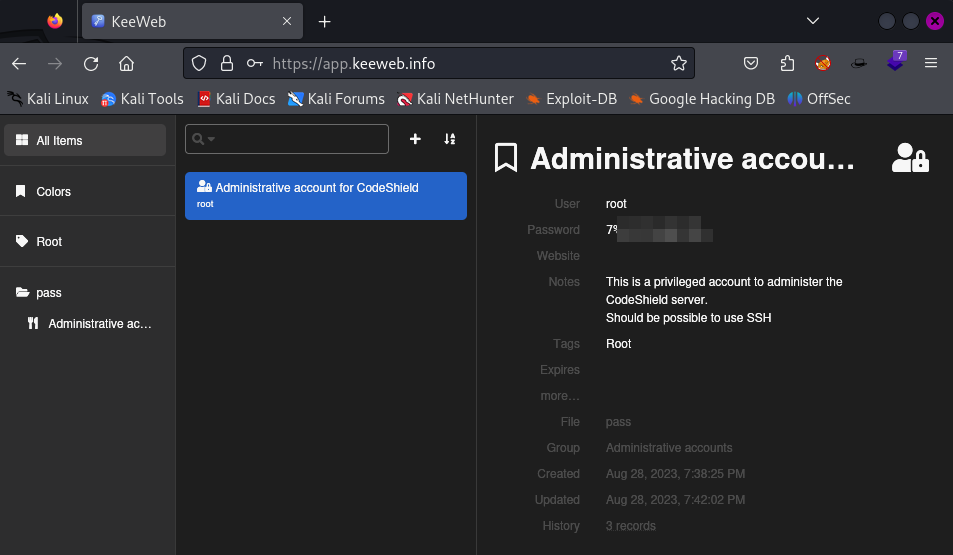 KeeWeb
https://app.keeweb.info
7
Kali Linux
Kali Tools
Kali Docs
Kali Forums
Kali NetHunter
Exploit-DB
Google Hacking DB
OffSec
All Items
Colors
Root
pass
Administrative ac...
Administrative account for CodeShield
root
Administrative accou...
User root
Password 7
Website
Notes This is a privileged account to administer the
CodeShield server.
Should be possible to use SSH
Tags Root
Expires
more...
File pass
Group Administrative accounts
Created Aug 28, 2023, 7:38:25 PM
Updated Aug 28, 2023, 7:42:02 PM
History 3 records